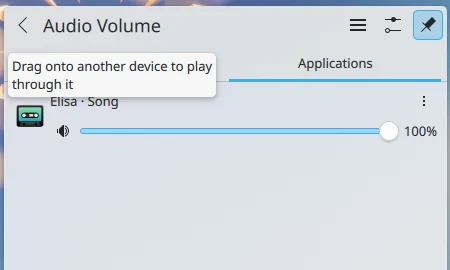 Audio Volume
Drag onto another device to play
through it
Applications
Elisa · Song
100%